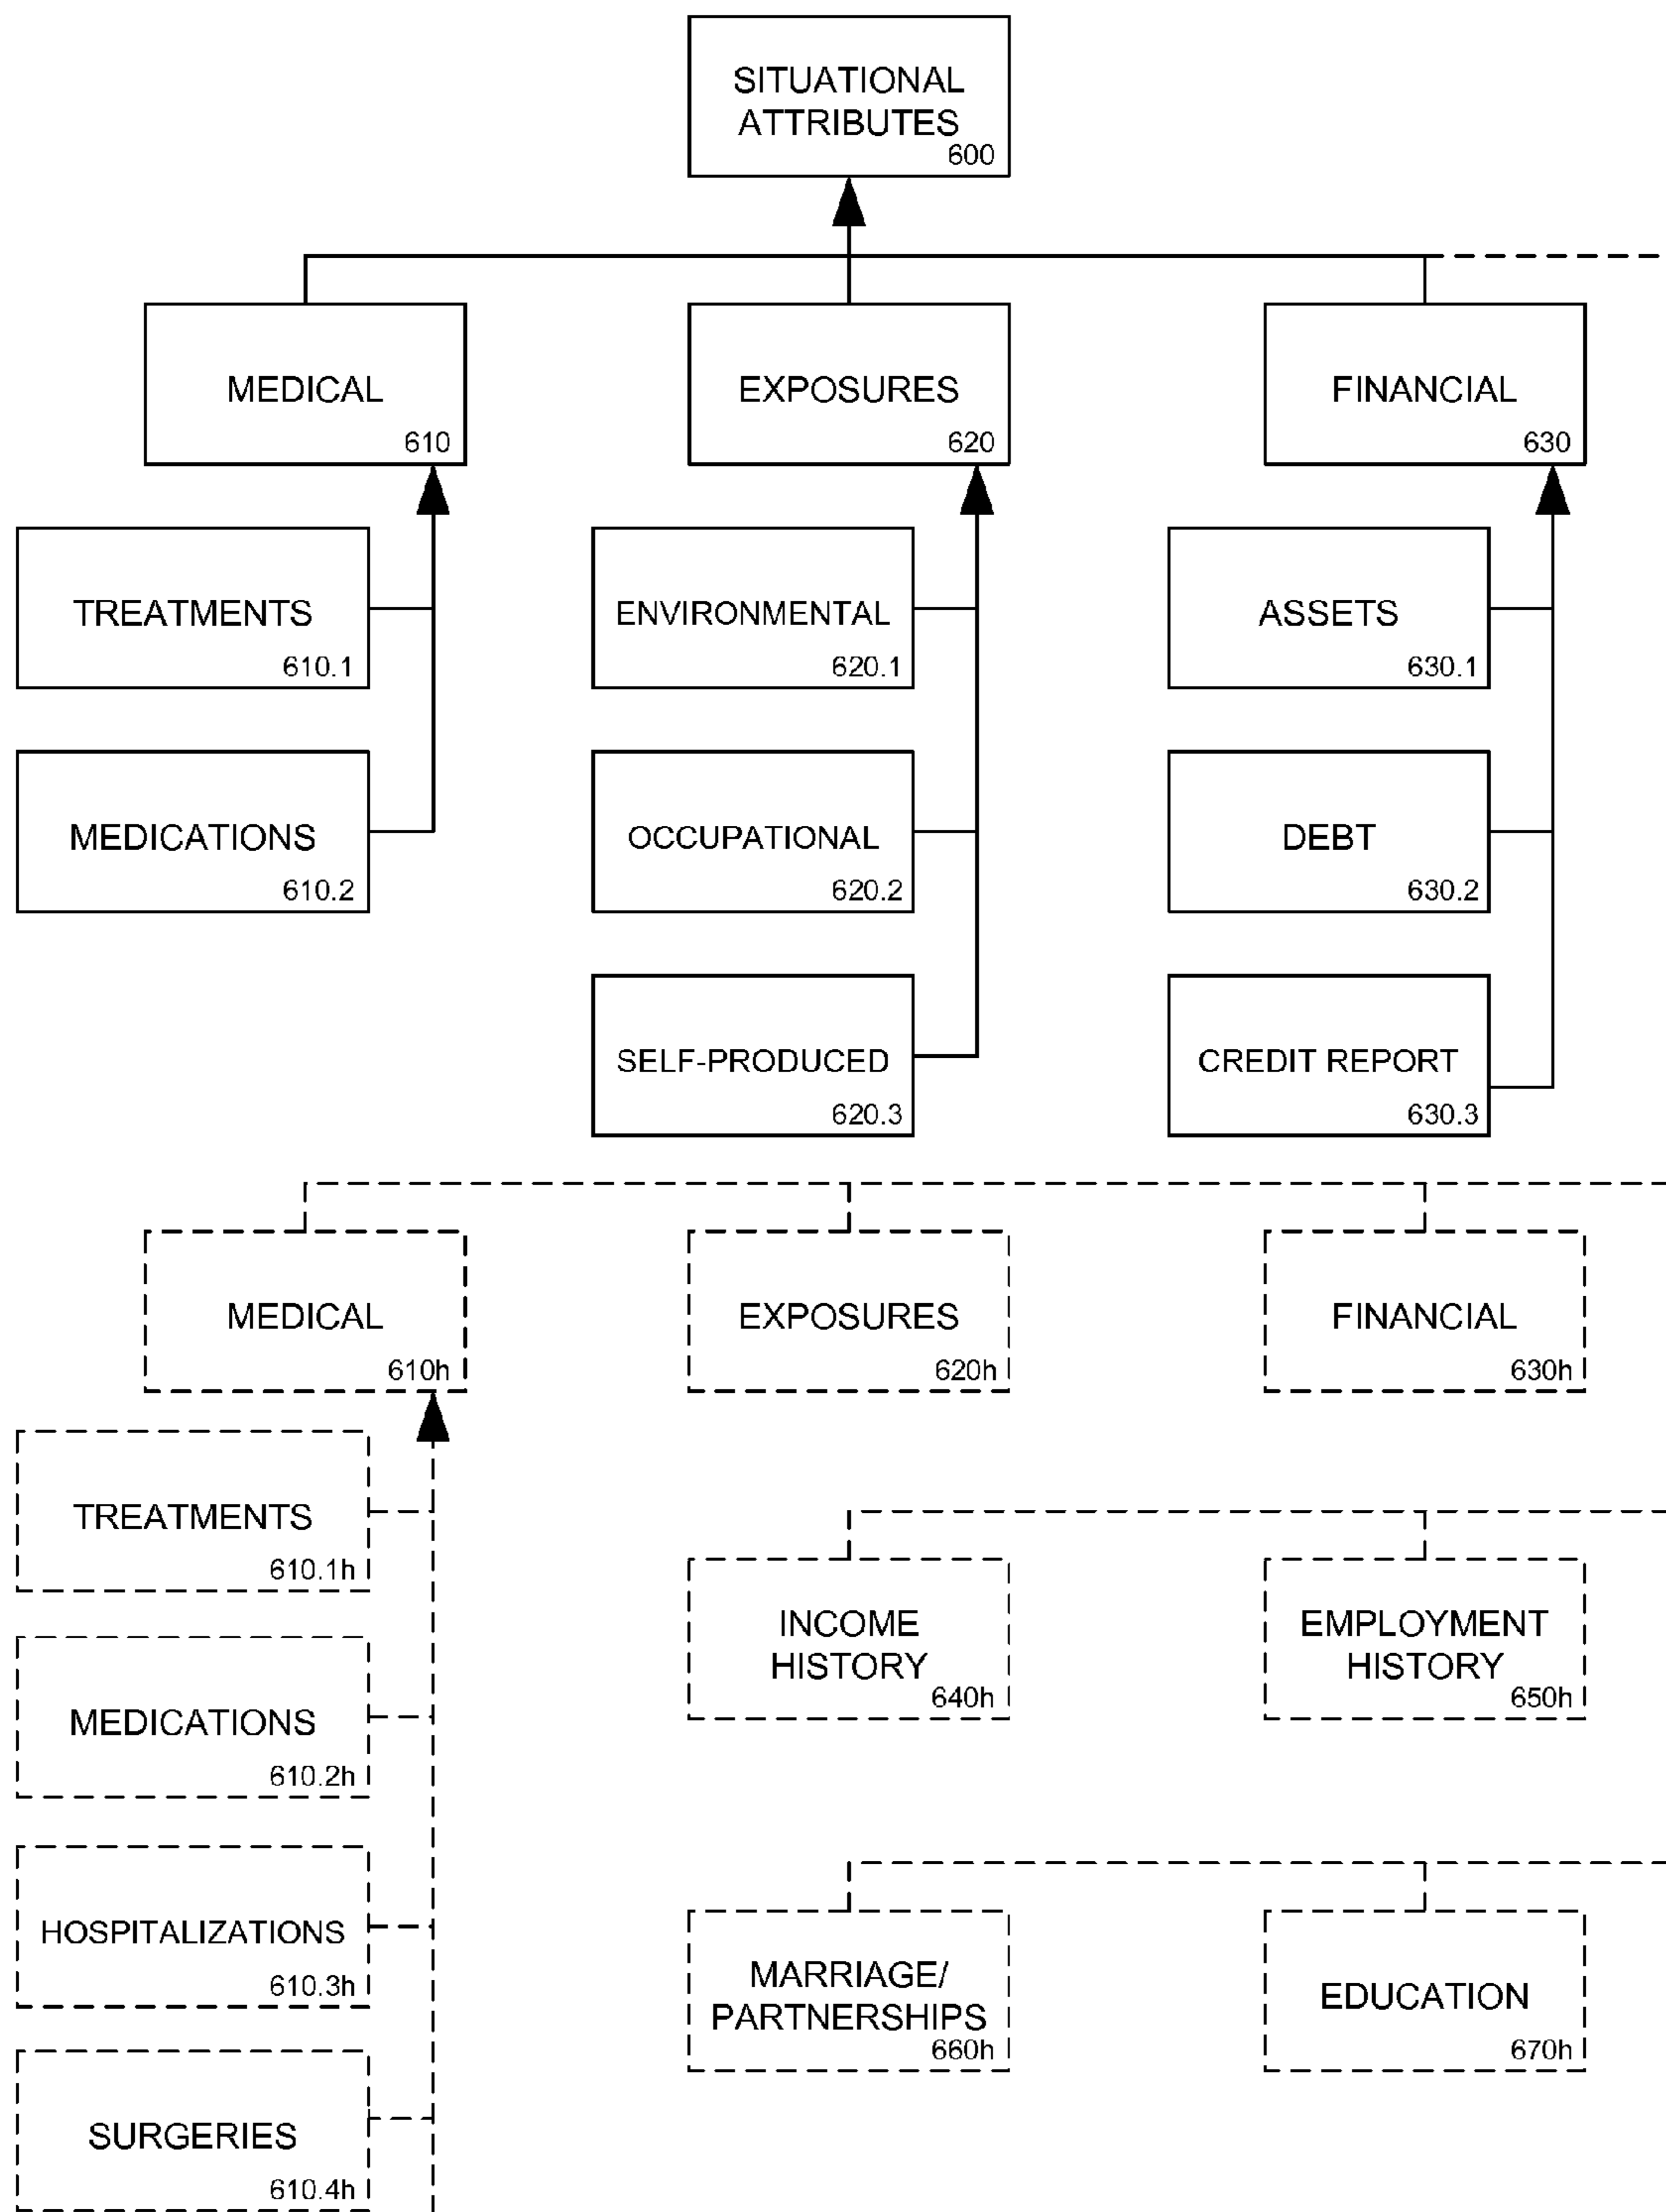 SITUATIONAL
ATTRIBUTES
600
MEDICAL
610
EXPOSURES
620
FINANCIAL
630
TREATMENTS
610.1
ENVIRONMENTAL
620.1
ASSETS
630.1
MEDICATIONS
610.2
OCCUPATIONAL
620.2
DEBT
630.2
SELF-PRODUCED
620.3
CREDIT REPORT
630.3
MEDICAL
610h
EXPOSURES
620h
FINANCIAL
630h
TREATMENTS
610.1h
INCOME
HISTORY
640h
EMPLOYMENT
HISTORY
650h
MEDICATIONS
610.2h
HOSPITALIZATIONS
610.3h
MARRIAGE/
PARTNERSHIPS
660h
EDUCATION
670h
SURGERIES
610.4h